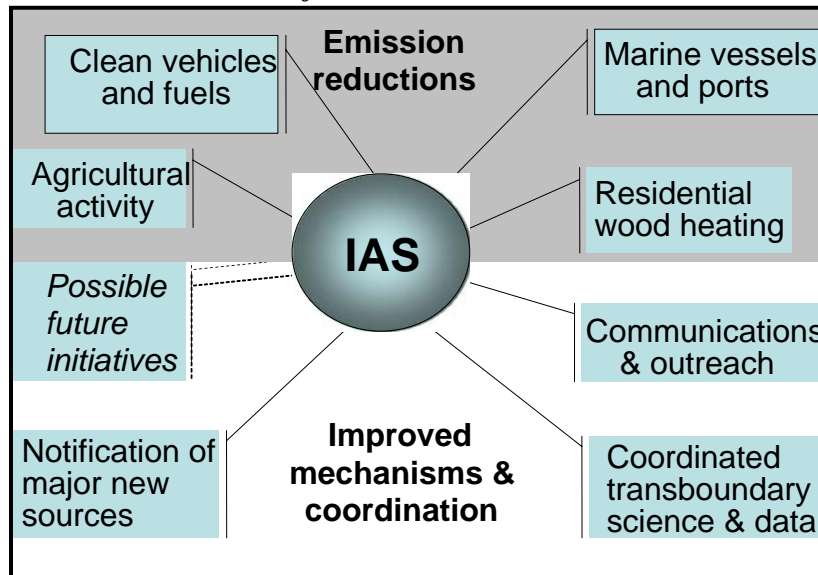 Clean vehicles
and fuels
Emission
reductions
Marine vessels
and ports
Agricultural
activity
Residential
wood heating
IAS
Possible
future
initiatives
Communications
& outreach
Notification of
major new
sources
Improved
mechanisms &
coordination
Coordinated
transboundary
science & data